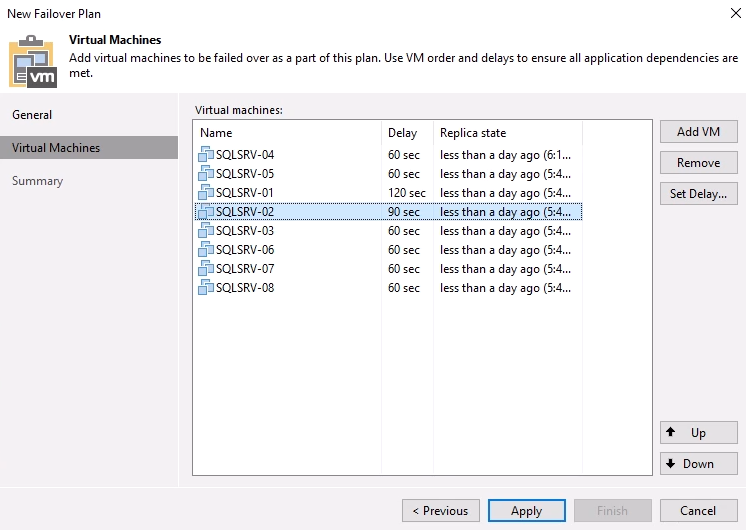 New Failover Plan
Virtual Machines
Add virtual machines to be failed over as a part of this plan. Use VM order and delays to ensure all application dependencies are
met.
vm
General
Virtual Machines
Summary
Virtual machines:
Name Delay Replica state
SQLSRV-04 60 sec less than a day ago (6:1...
SQLSRV-05 60 sec less than a day ago (5:4...
SQLSRV-01 120 sec less than a day ago (5:4...
SQLSRV-02 90 sec less than a day ago (5:4...
SQLSRV-03 60 sec less than a day ago (5:4...
SQLSRV-06 60 sec less than a day ago (5:4...
SQLSRV-07 60 sec less than a day ago (5:4...
SQLSRV-08 60 sec less than a day ago (5:4...
Add VM
Remove
Set Delay...
Up
Down
< Previous Apply Finish Cancel